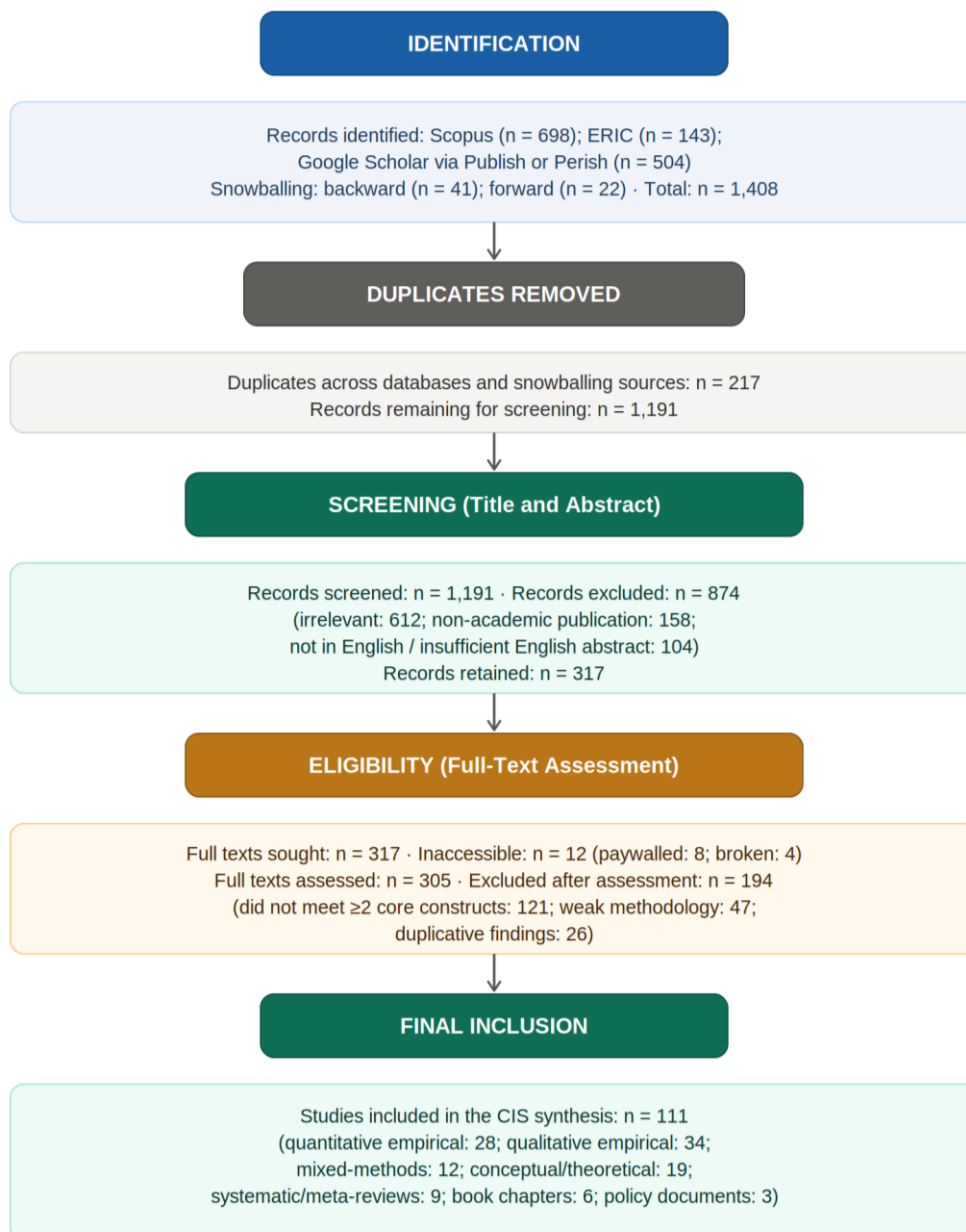 IDENTIFICATION
Records identified: Scopus (n = 698); ERIC (n = 143);
Google Scholar via Publish or Perish (n = 504)
Snowballing: backward (n = 41); forward (n = 22) · Total: n = 1,408
DUPLICATES REMOVED
Duplicates across databases and snowballing sources: n = 217
Records remaining for screening: n = 1,191
SCREENING (Title and Abstract)
Records screened: n = 1,191 · Records excluded: n = 874
(irrelevant: 612; non-academic publication: 158;
not in English / insufficient English abstract: 104)
Records retained: n = 317
ELIGIBILITY (Full-Text Assessment)
Full texts sought: n = 317 · Inaccessible: n = 12 (paywalled: 8; broken: 4)
Full texts assessed: n = 305 · Excluded after assessment: n = 194
(did not meet ≥2 core constructs: 121; weak methodology: 47;
duplicative findings: 26)
FINAL INCLUSION
Studies included in the CIS synthesis: n = 111
(quantitative empirical: 28; qualitative empirical: 34;
mixed-methods: 12; conceptual/theoretical: 19;
systematic/meta-reviews: 9; book chapters: 6; policy documents: 3)